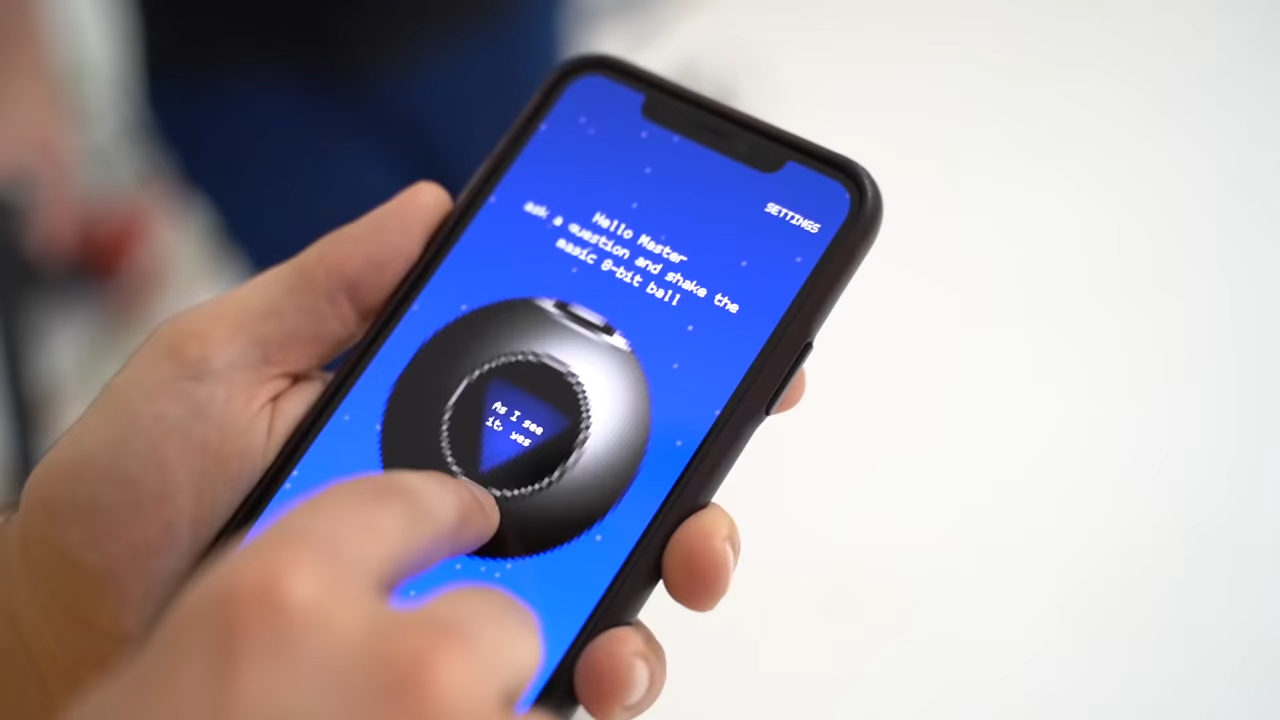 SETTINGS
Hello Master
ask a question and shake the
magic 8-bit ball
As I see
it, yes